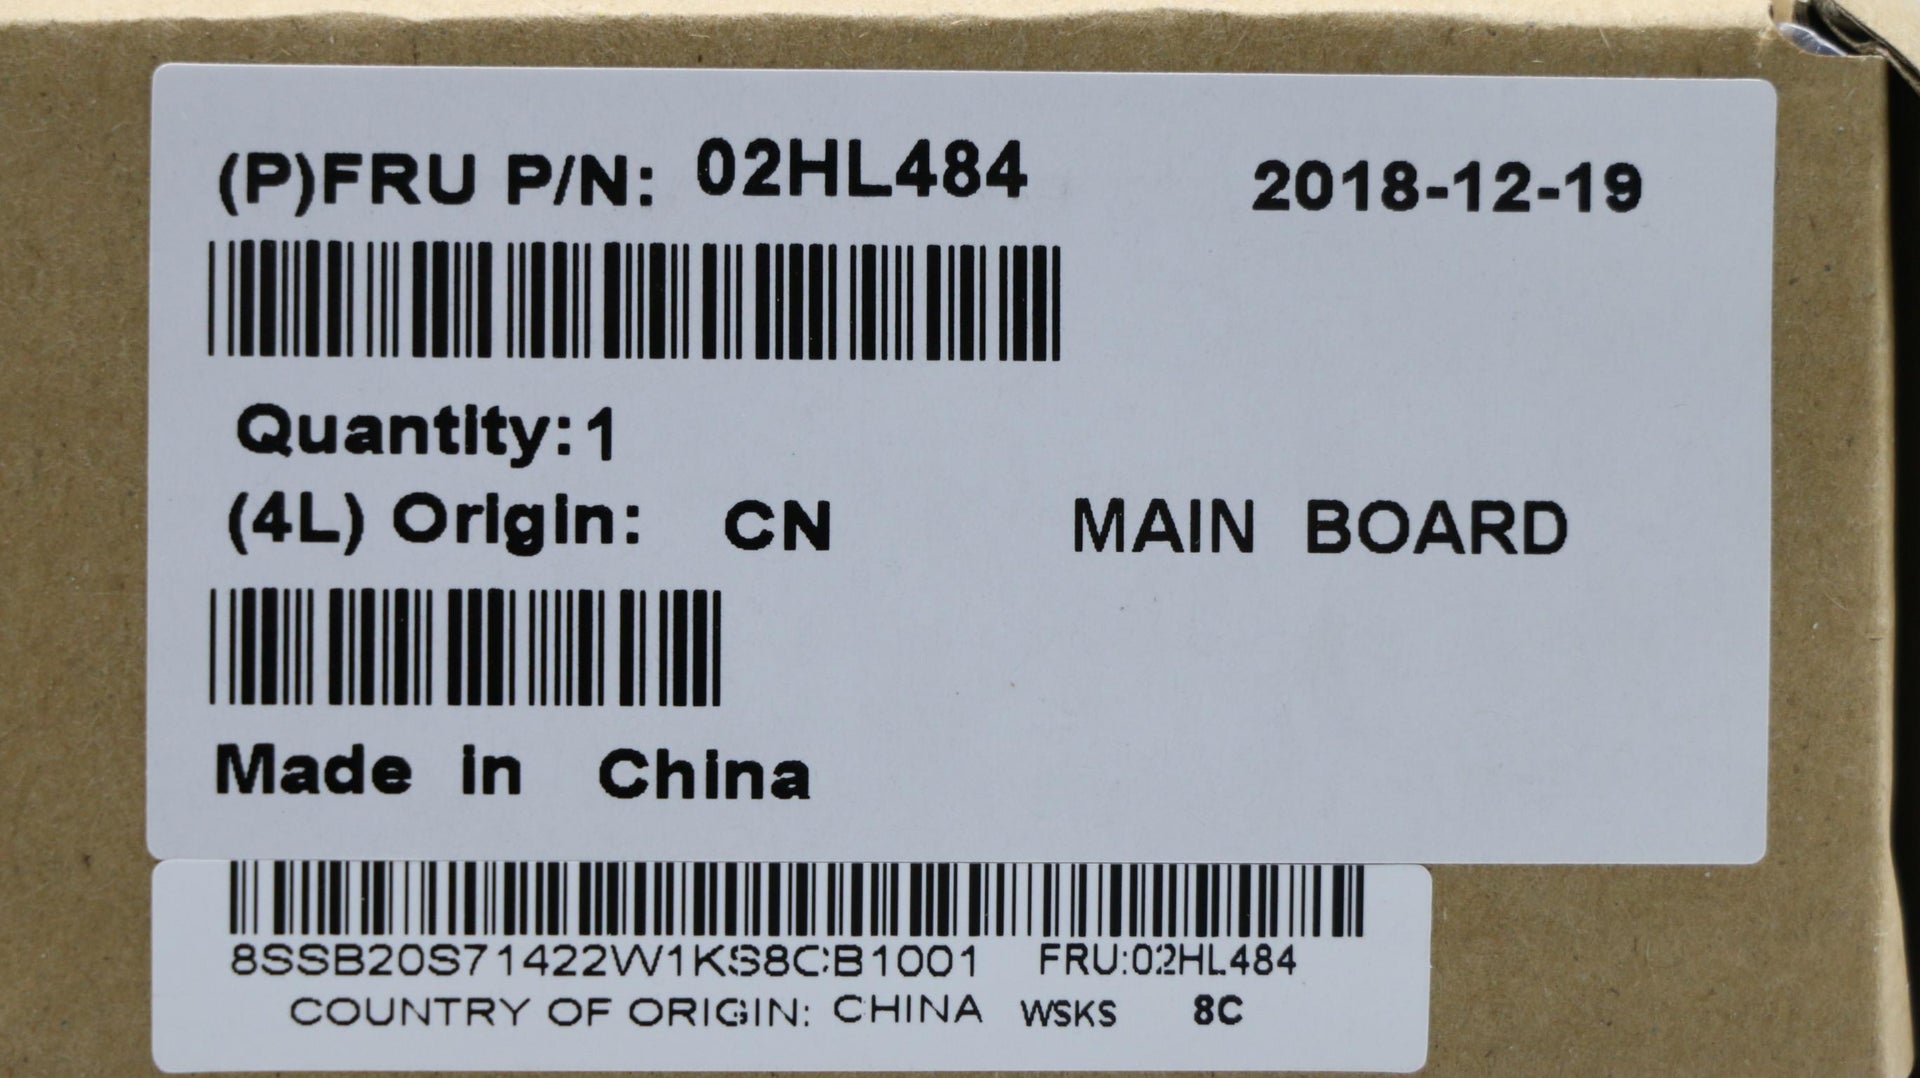 (P)FRU P/N: 02HL484 2018-12-19
Quantity:1
(4L) Origin: CN MAIN BOARD
Made in China
8SSB20S71422W1KS8CB1001 FRU:02HL484
COUNTRY OF ORIGIN: CHINA WSKS 8C